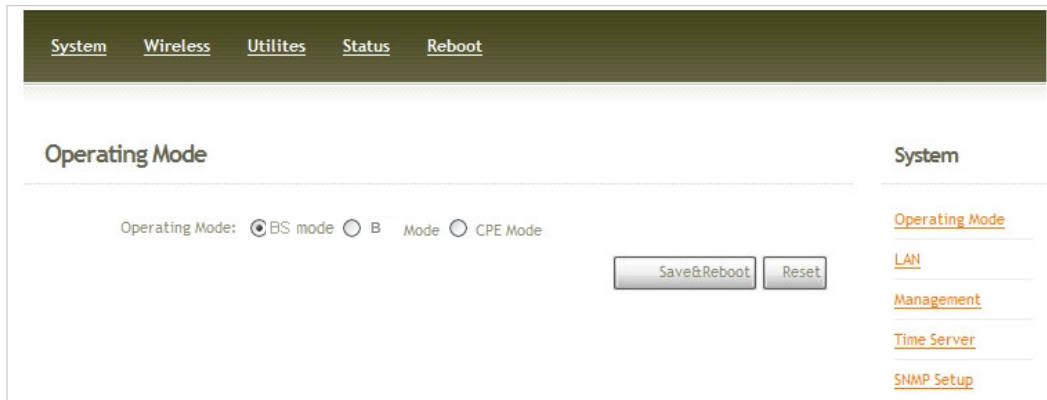 System Wireless Utilites Status Reboot
Operating Mode
Operating Mode: BS mode B Mode CPE Mode
Save&Reboot Reset
System
Operating Mode
LAN
Management
Time Server
SNMP Setup